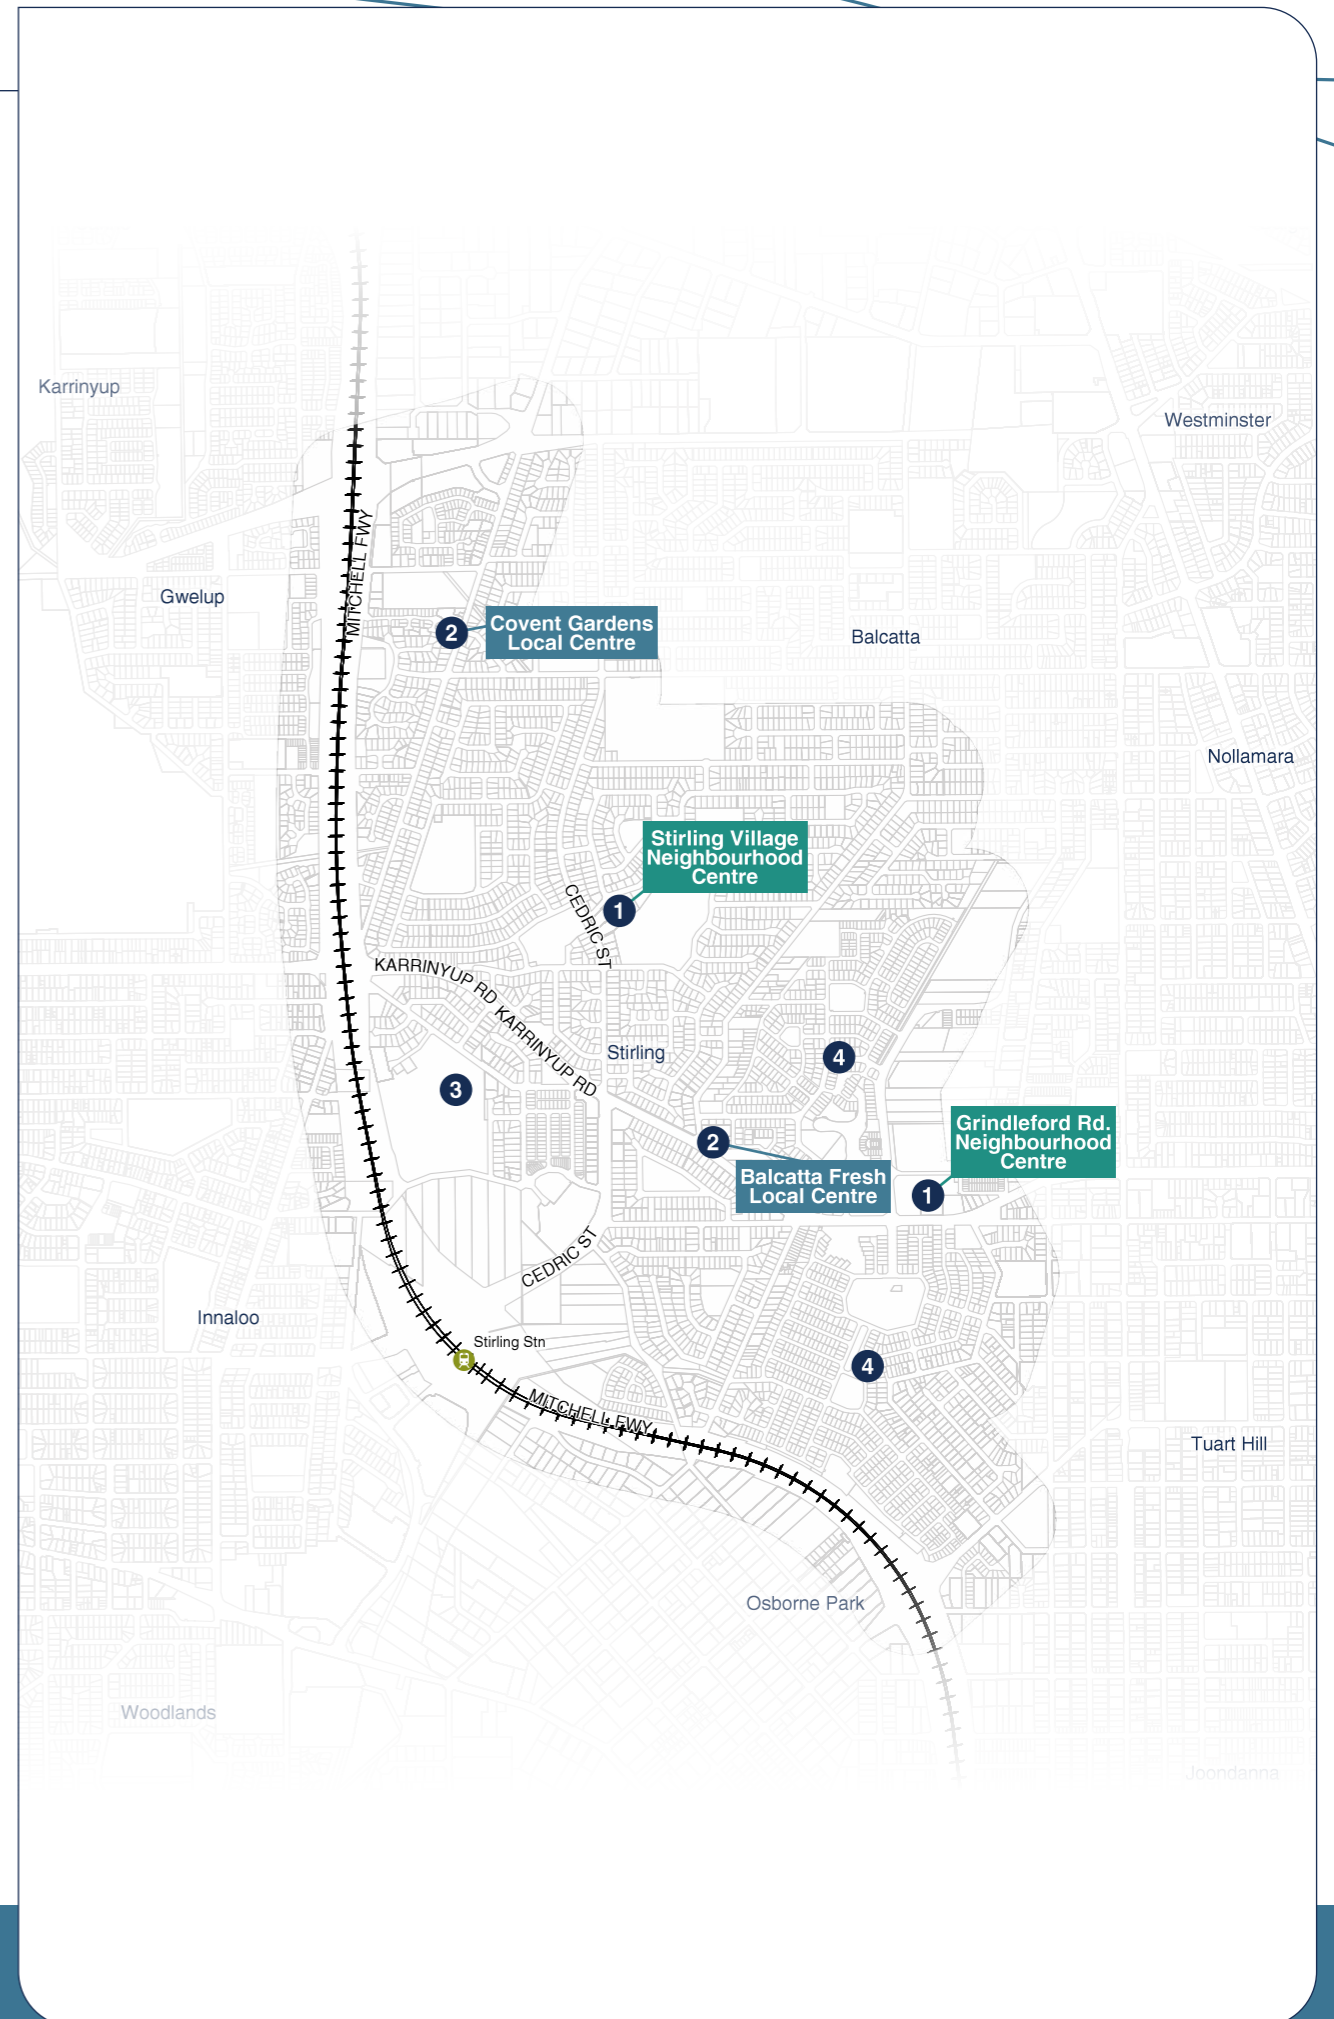 Karrinyup
Westminster
MITCHELL FWY
Gwelup
2
Covent Gardens
Local Centre
Balcatta
Nollamara
Stirling Village
Neighbourhood
Centre
1
CEDRIC ST
KARRINYUP RD
KARRINYUP RD
Stirling
4
3
2
Grindleford Rd.
Neighbourhood
Centre
Balcatta Fresh
Local Centre
1
CEDRIC ST
Innaloo
Stirling Stn
4
MITCHELL FWY
Tuart Hill
Osborne Park
Woodlands
Joondanna